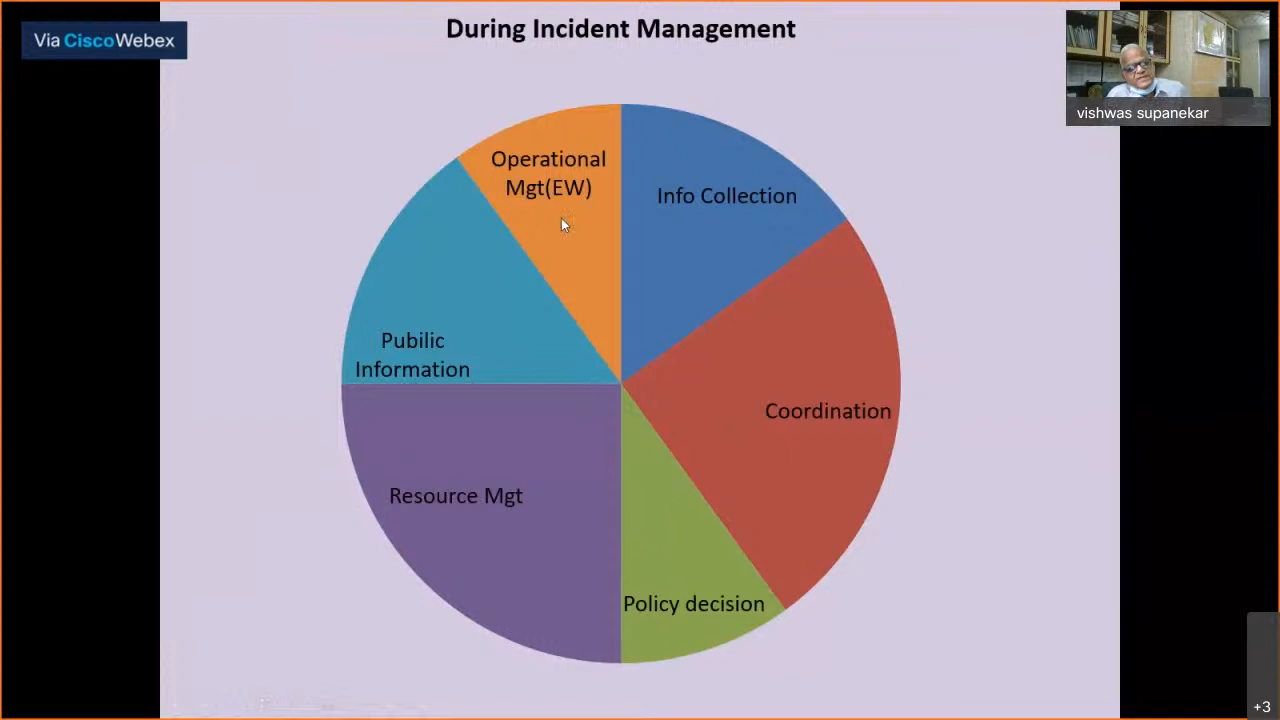 During Incident Management
Via CiscoWebex
vishwas supanekar
Operational
Mgt(EW)
Info Collection
Pubilic
Information
Coordination
Resource Mgt
Policy decision
+3